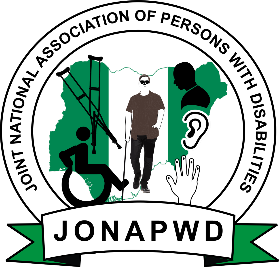 JOINT NATIONAL ASSOCIATION OF PERSONS WITH DISABILITIES
JONAPWD